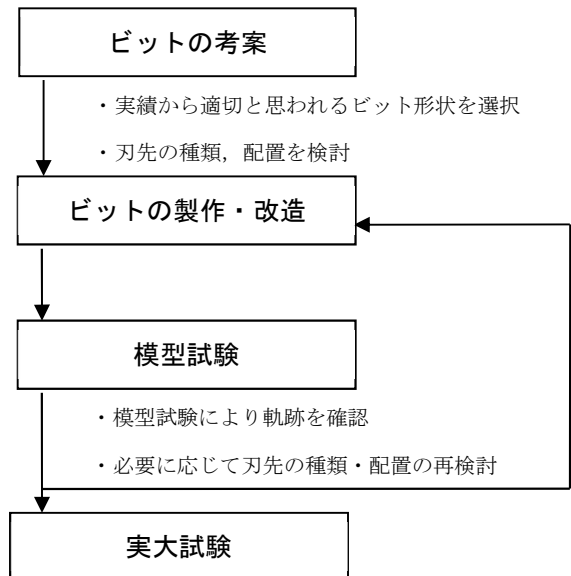 ビットの考案
・実績から適切と思われるビット形状を選択
・刃先の種類，配置を検討
ビットの製作・改造
模型試験
・模型試験により軌跡を確認
・必要に応じて刃先の種類・配置の再検討
実大試験